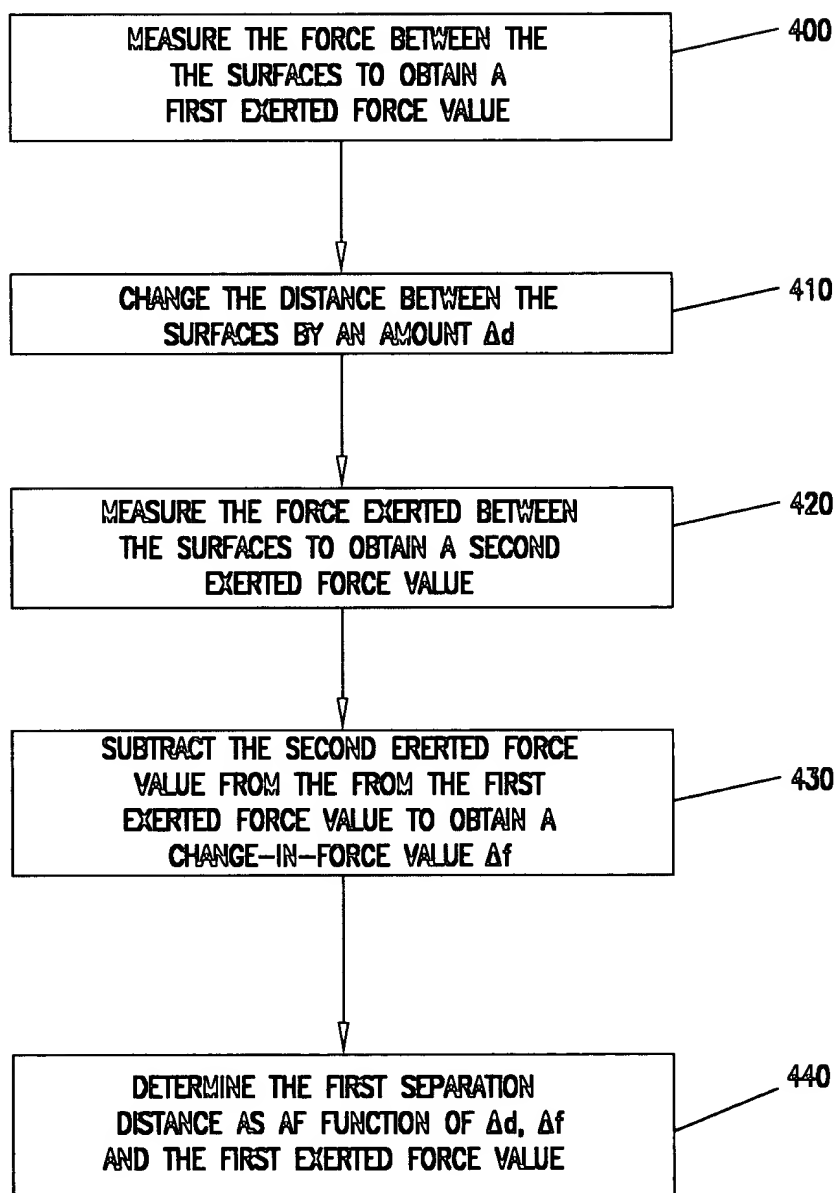 MEASURE THE FORCE BETWEEN THE
THE SURFACES TO OBTAIN A
FIRST EXERTED FORCE VALUE
400
CHANGE THE DISTANCE BETWEEN THE
SURFACES BY AN AMOUNT Δd
410
MEASURE THE FORCE EXERTED BETWEEN
THE SURFACES TO OBTAIN A SECOND
EXERTED FORCE VALUE
420
SUBTRACT THE SECOND ERERTED FORCE
VALUE FROM THE FROM THE FIRST
EXERTED FORCE VALUE TO OBTAIN A
CHANGE-IN-FORCE VALUE Δf
430
DETERMINE THE FIRST SEPARATION
DISTANCE AS AF FUNCTION OF Δd, Δf
AND THE FIRST EXERTED FORCE VALUE
440